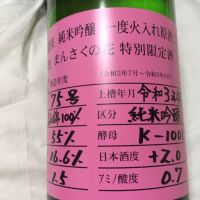 純米吟醸 一度火入れ原酒
まんさくの花 特別限定酒
年度 (令和2年7月~令和3年6月)
75号 上槽年月 令和3年
100% 区分 純米吟醸
55% 酵母 K-1001
16.6% 日本酒度 +2.0
1.5 アミノ酸度 0.7